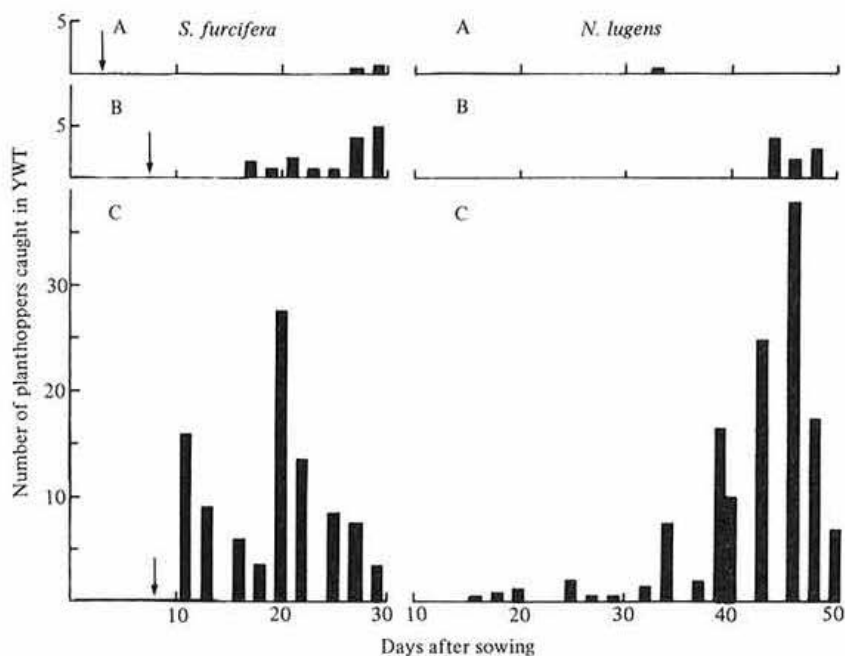 5
A S. furcifera A N. lugens
B B
5
C C
30
20
10
Number of planthoppers caught in YWT
10 20 30 10 20 30 40 50
Days after sowing